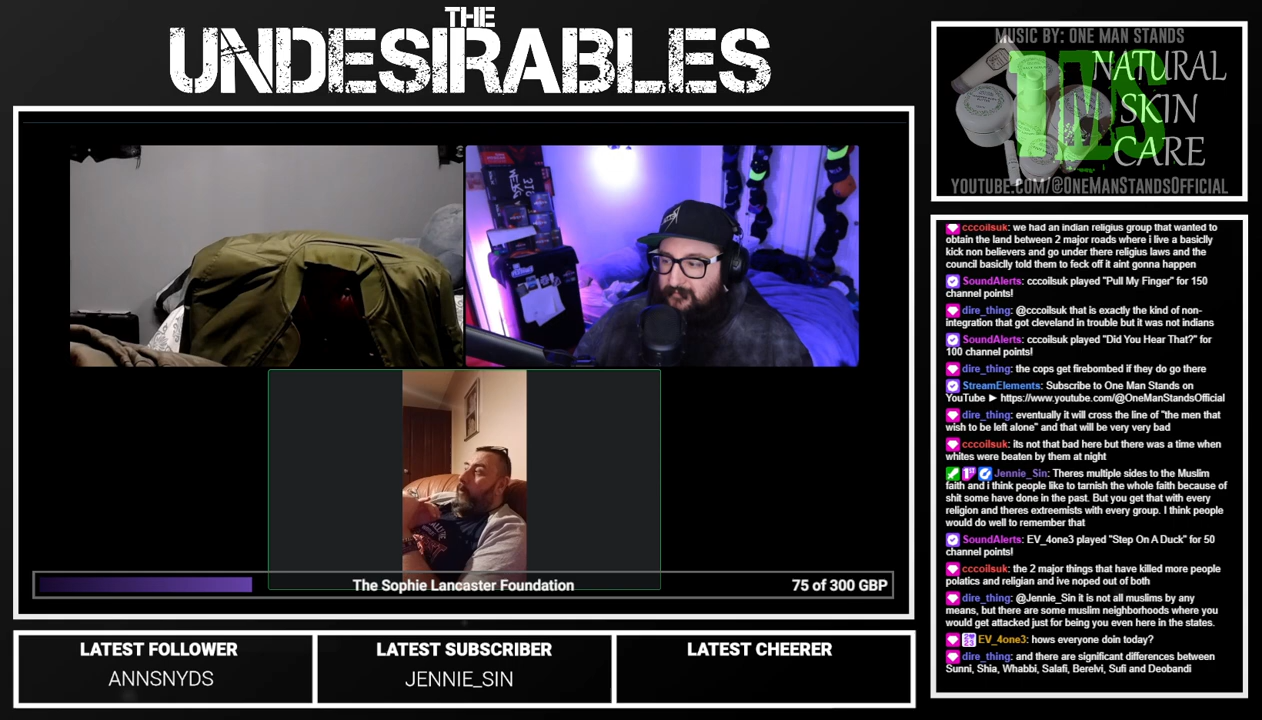 THE
UNDESIRABLES
MUSIC BY: ONE MAN STANDS
NATURAL
SKIN
CARE
YOUTUBE.COM/@ONEMANSTANDSOFFICIAL
cccoilsuk: we had an indian religius group that wanted to
obtain the land between 2 major roads where i live a basiclly
kick non believers and go under there religius laws and the
council basiclly told them to feck off it aint gonna happen
SoundAlerts: cccoilsuk played "Pull My Finger" for 150
channel points!
dire_thing: @cccoilsuk that is exactly the kind of non-
integration that got cleveland in trouble but it was not indians
SoundAlerts: cccoilsuk played "Did You Hear That?" for
100 channel points!
dire_thing: the cops get firebombed if they do go there
StreamElements: Subscribe to One Man Stands on
YouTube ► https://www.youtube.com/@OneManStandsOfficial
dire_thing: eventually it will cross the line of "the men that
wish to be left alone" and that will be very very bad
cccoilsuk: its not that bad here but there was a time when
whites were beaten by them at night
Jennie_Sin: Theres multiple sides to the Muslim
faith and i think people like to tarnish the whole faith because of
shit some have done in the past. But you get that with every
religion and theres extreemists with every group. I think people
would do well to remember that
SoundAlerts: EV_4one3 played "Step On A Duck" for 50
channel points!
cccoilsuk: the 2 major things that have killed more people
polatics and religian and ive noped out of both
dire_thing: @Jennie_Sin it is not all muslims by any
means, but there are some muslim neighborhoods where you
would get attacked just for being you even here in the states.
EV_4one3: hows everyone doin today?
dire_thing: and there are significant differences between
Sunni, Shia, Whabbi, Salafi, Berelvi, Sufi and Deobandi
The Sophie Lancaster Foundation
75 of 300 GBP
LATEST FOLLOWER
ANNSNYDS
LATEST SUBSCRIBER
JENNIE_SIN
LATEST CHEERER